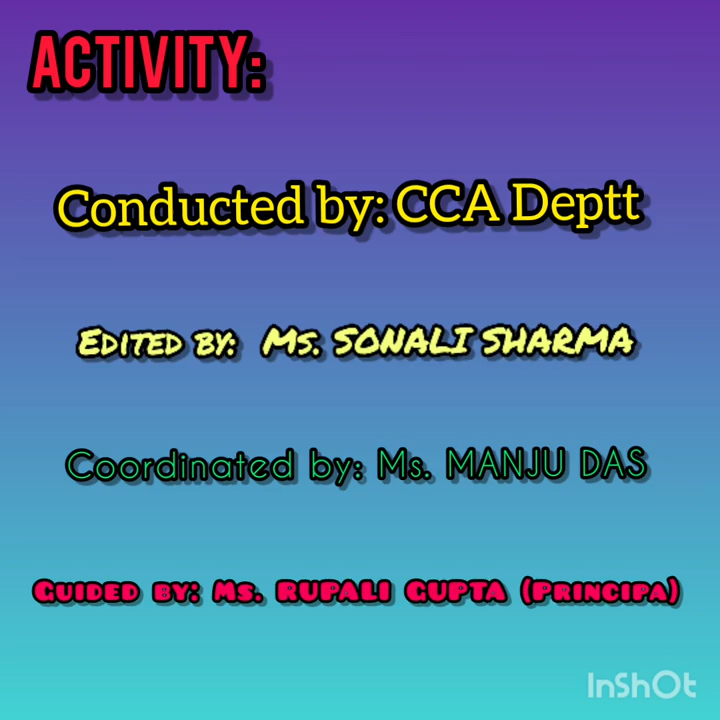 ACTIVITY:
Conducted by: CCA Deptt
Edited by: Ms. SONALI SHARMA
Coordinated by: Ms. MANJU DAS
Guided by: Ms. RUPALI GUPTA (Principa)
InShOt